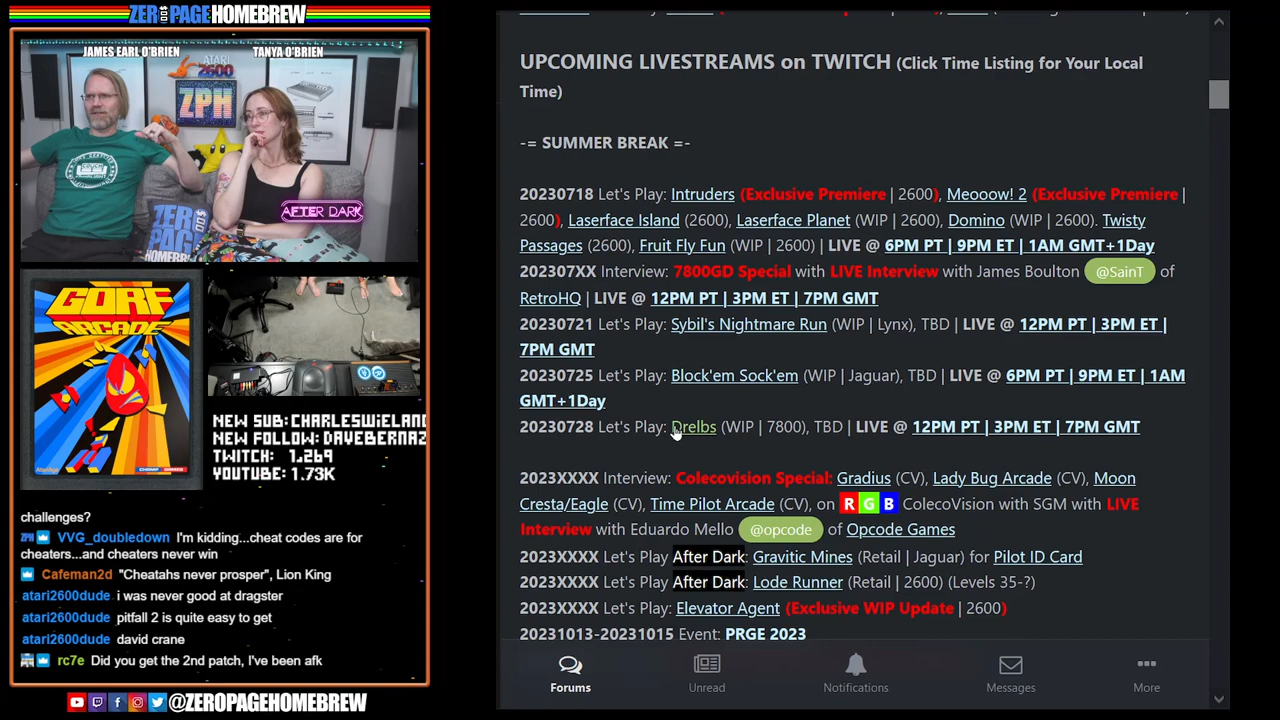 ZEROPAGE HOMEBREW
JAMES EARL O'BRIEN
TANYA O'BRIEN
ATARI
2600
ZPH
AFTER DARK
ZERO PAGE
HOMEBREW
GORF
ARCADE
NEW SUB:CHARLESWIELAND
NEW FOLLOW:DAVEBERNAZ
TWITCH: 1.269
YOUTUBE: 1.73K
challenges?
VVG_doubledown I'm kidding...cheat codes are for
cheaters...and cheaters never win
Cafeman2d "Cheatahs never prosper", Lion King
atari2600dude i was never good at dragster
atari2600dude pitfall 2 is quite easy to get
atari2600dude david crane
rc7e Did you get the 2nd patch, I've been afk
@ZEROPAGEHOMEBREW
UPCOMING LIVESTREAMS on TWITCH (Click Time Listing for Your Local
Time)
-= SUMMER BREAK =-
20230718 Let's Play: Intruders (Exclusive Premiere | 2600), Meooow! 2 (Exclusive Premiere |
2600), Laserface Island (2600), Laserface Planet (WIP | 2600), Domino (WIP | 2600). Twisty
Passages (2600), Fruit Fly Fun (WIP | 2600) | LIVE @ 6PM PT | 9PM ET | 1AM GMT+1Day
202307XX Interview: 7800GD Special with LIVE Interview with James Boulton @SainT of
RetroHQ | LIVE @ 12PM PT | 3PM ET | 7PM GMT
20230721 Let's Play: Sybil's Nightmare Run (WIP | Lynx), TBD | LIVE @ 12PM PT | 3PM ET |
7PM GMT
20230725 Let's Play: Block'em Sock'em (WIP | Jaguar), TBD | LIVE @ 6PM PT | 9PM ET | 1AM
GMT+1Day
20230728 Let's Play: Drelbs (WIP | 7800), TBD | LIVE @ 12PM PT | 3PM ET | 7PM GMT
2023XXXX Interview: Colecovision Special: Gradius (CV), Lady Bug Arcade (CV), Moon
Cresta/Eagle (CV), Time Pilot Arcade (CV), on R G B ColecoVision with SGM with LIVE
Interview with Eduardo Mello @opcode of Opcode Games
2023XXXX Let's Play After Dark: Gravitic Mines (Retail | Jaguar) for Pilot ID Card
2023XXXX Let's Play After Dark: Lode Runner (Retail | 2600) (Levels 35-?)
2023XXXX Let's Play: Elevator Agent (Exclusive WIP Update | 2600)
20231013-20231015 Event: PRGE 2023
Forums
Unread
Notifications
Messages
More